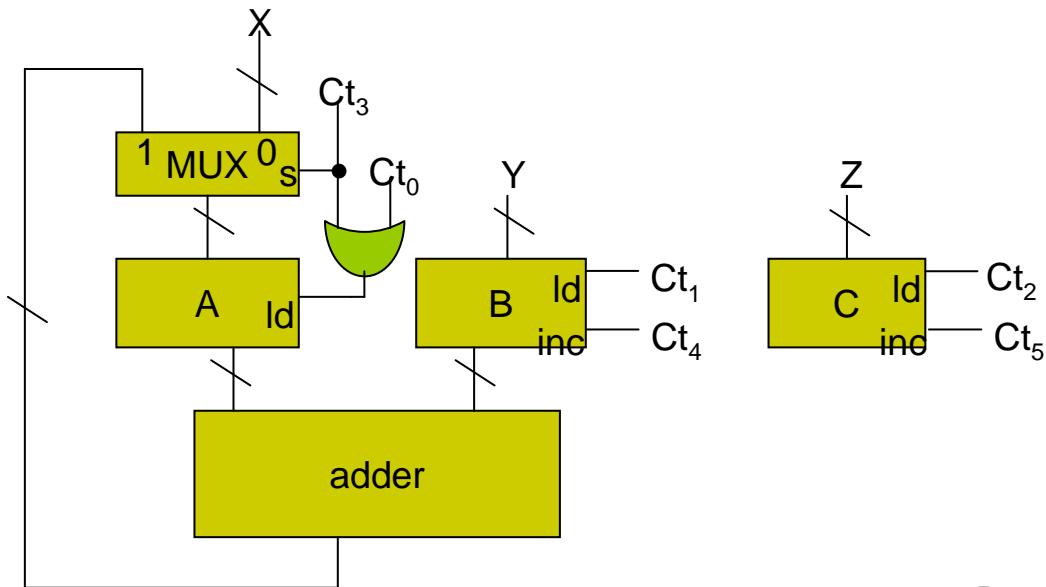 X
Ct3
1 MUX 0 s
Ct0
Y
Z
A ld
B ld
Ct1
inc
Ct4
C ld
Ct2
inc
Ct5
adder